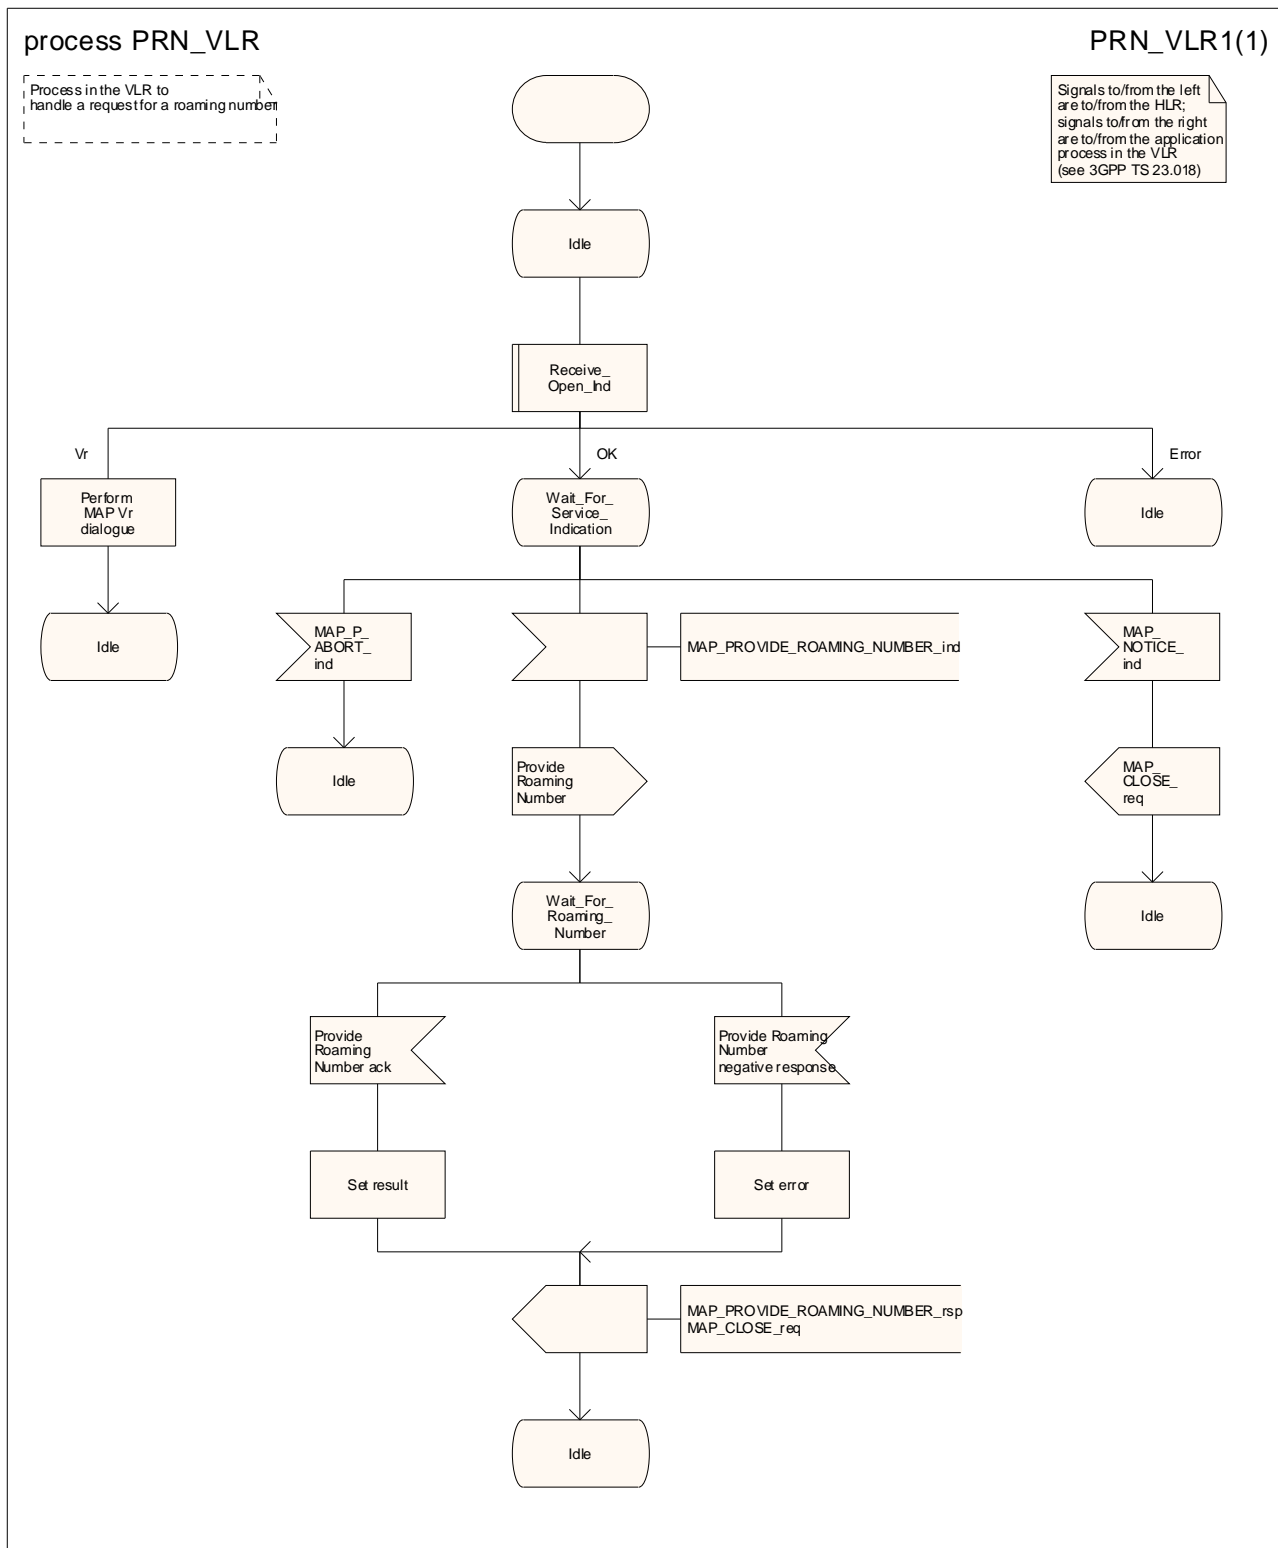 process PRN_VLR
PRN_VLR1(1)
Process in the VLR to
handle a request for a roaming number
Signals to/from the left
are to/from the HLR;
signals to/from the right
are to/from the application
process in the VLR
(see 3GPP TS 23.018)
Idle
Receive_
Open_Ind
Vr
OK
Error
Perform
MAP Vr
dialogue
Wait_For_
Service_
Indication
Idle
Idle
MAP_P_
ABORT_
ind
MAP_PROVIDE_ROAMING_NUMBER_ind
MAP_
NOTICE_
ind
Idle
Provide
Roaming
Number
MAP_
CLOSE_
req
Wait_For_
Roaming_
Number
Idle
Provide
Roaming
Number ack
Provide Roaming
Number
negative response
Set result
Set error
MAP_PROVIDE_ROAMING_NUMBER_rsp
MAP_CLOSE_req
Idle